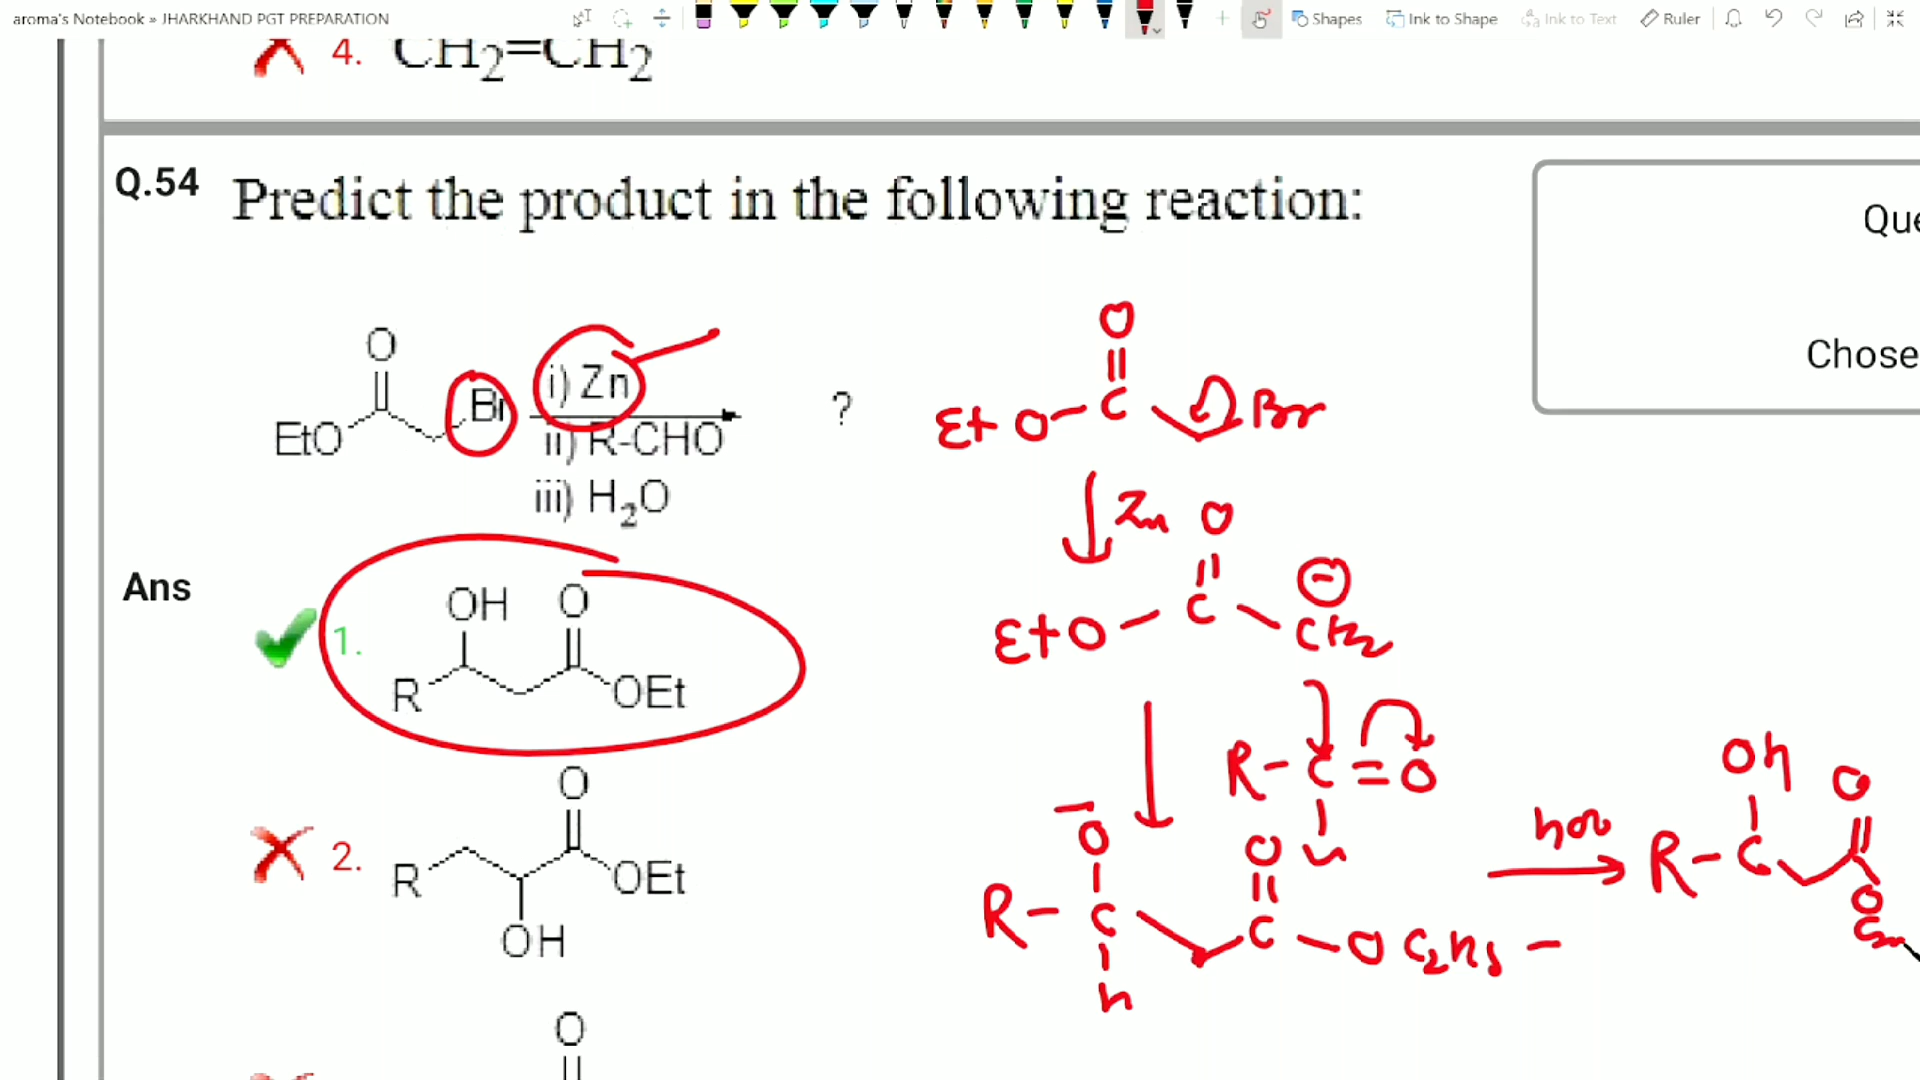 aroma's Notebook » JHARKHAND PGT PREPARATION
Shapes
Ink to Shape
Ink to Text
Ruler
4. CH2=CH2
Q.54 Predict the product in the following reaction:
Que
Chose
O
EtO
Br
i) Zn
ii) R-CHO
iii) H2O
?
O
Et O-C Br
Zn
O
EtO-C CH2
R-C=O
H
O
R-C C-OC2H5
O
H
H2O
OH O
R-C
O
Ans
1.
OH O
R OEt
2.
O
R OEt
OH
O